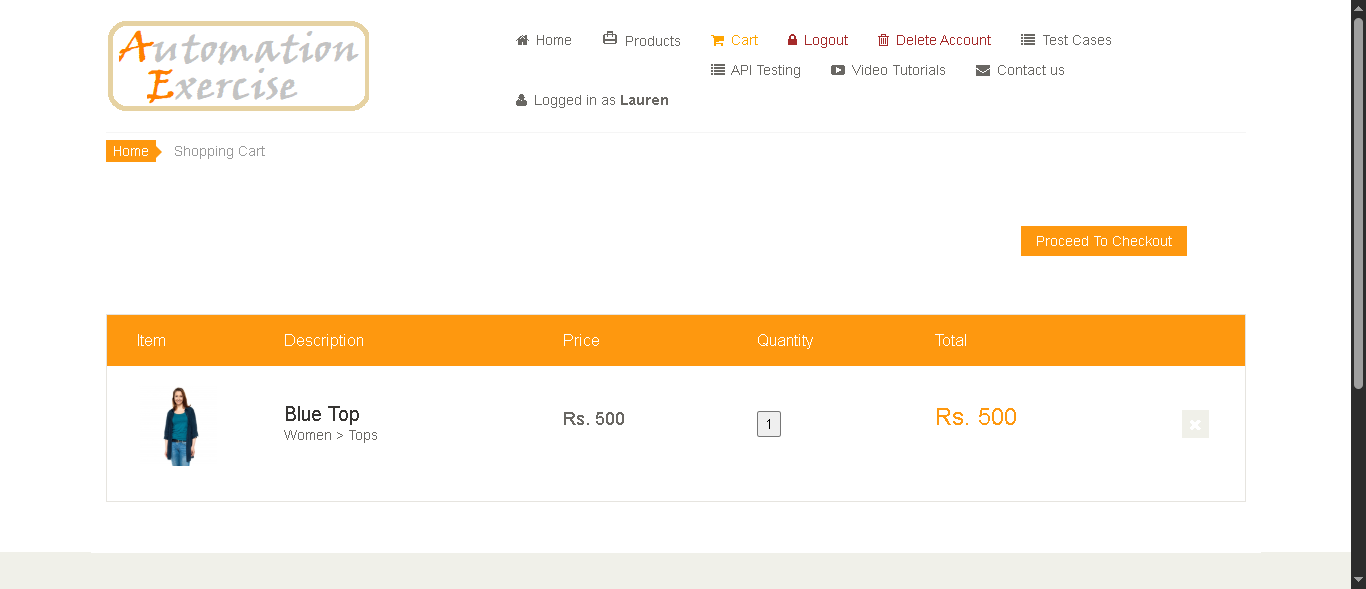 Automation
Exercise
Home Products Cart Logout Delete Account Test Cases
API Testing Video Tutorials Contact us
Logged in as Lauren
Home Shopping Cart
Proceed To Checkout
Item Description Price Quantity Total
Blue Top Rs. 500 1 Rs. 500
Women > Tops